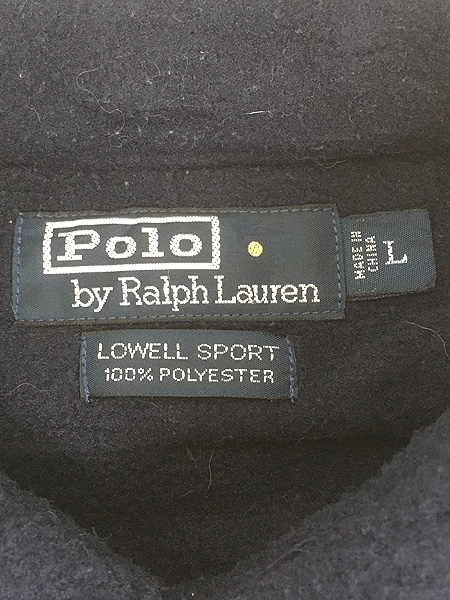 Polo
by Ralph Lauren
MADE IN
CHINA
L
LOWELL SPORT
100% POLYESTER